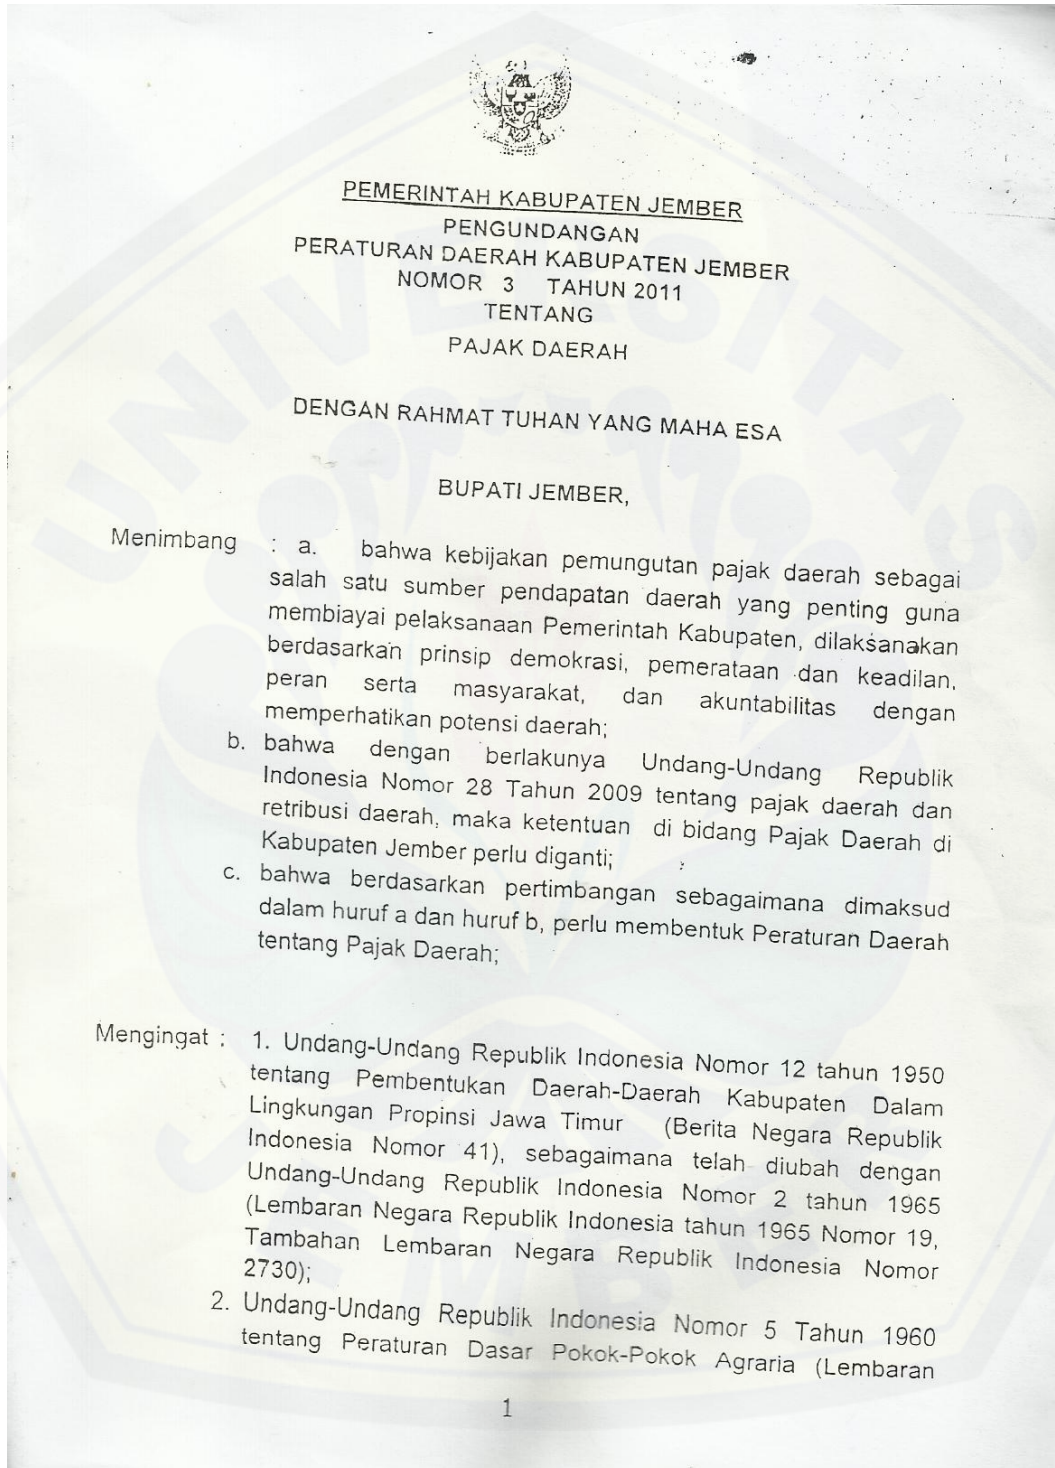 PEMERINTAH KABUPATEN JEMBER
PENGUNDANGAN
PERATURAN DAERAH KABUPATEN JEMBER
NOMOR 3 TAHUN 2011
TENTANG
PAJAK DAERAH
DENGAN RAHMAT TUHAN YANG MAHA ESA
BUPATI JEMBER,
Menimbang : a. bahwa kebijakan pemungutan pajak daerah sebagai
salah satu sumber pendapatan daerah yang penting guna
membiayai pelaksanaan Pemerintah Kabupaten, dilaksanakan
berdasarkan prinsip demokrasi, pemerataan dan keadilan,
peran serta masyarakat, dan akuntabilitas dengan
memperhatikan potensi daerah;
b. bahwa dengan berlakunya Undang-Undang Republik
Indonesia Nomor 28 Tahun 2009 tentang pajak daerah dan
retribusi daerah, maka ketentuan di bidang Pajak Daerah di
Kabupaten Jember perlu diganti;
c. bahwa berdasarkan pertimbangan sebagaimana dimaksud
dalam huruf a dan huruf b, perlu membentuk Peraturan Daerah
tentang Pajak Daerah;
Mengingat : 1. Undang-Undang Republik Indonesia Nomor 12 tahun 1950
tentang Pembentukan Daerah-Daerah Kabupaten Dalam
Lingkungan Propinsi Jawa Timur (Berita Negara Republik
Indonesia Nomor 41), sebagaimana telah diubah dengan
Undang-Undang Republik Indonesia Nomor 2 tahun 1965
(Lembaran Negara Republik Indonesia tahun 1965 Nomor 19,
Tambahan Lembaran Negara Republik Indonesia Nomor
2730);
2. Undang-Undang Republik Indonesia Nomor 5 Tahun 1960
tentang Peraturan Dasar Pokok-Pokok Agraria (Lembaran
1
UNIVERSITAS
JEMBER